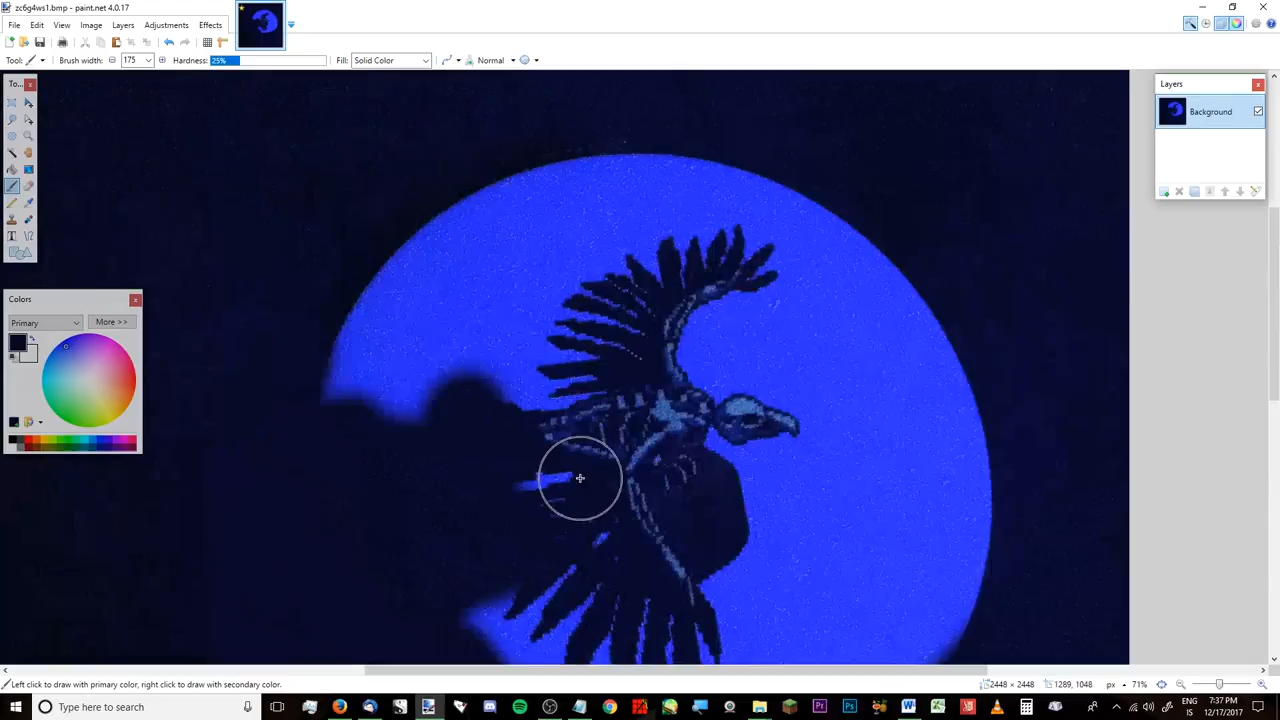 zc6g4ws1.bmp - paint.net 4.0.17
File Edit View Image Layers Adjustments Effects
Tool: Brush width: 175 Hardness: 25% Fill: Solid Color Normal
To...
Layers
Background
Colors
Primary More >>
Left click to draw with primary color, right click to draw with secondary color. 2448 × 2448 1289, 1048 px 71%
Type here to search
7:37 PM
12/17/2017